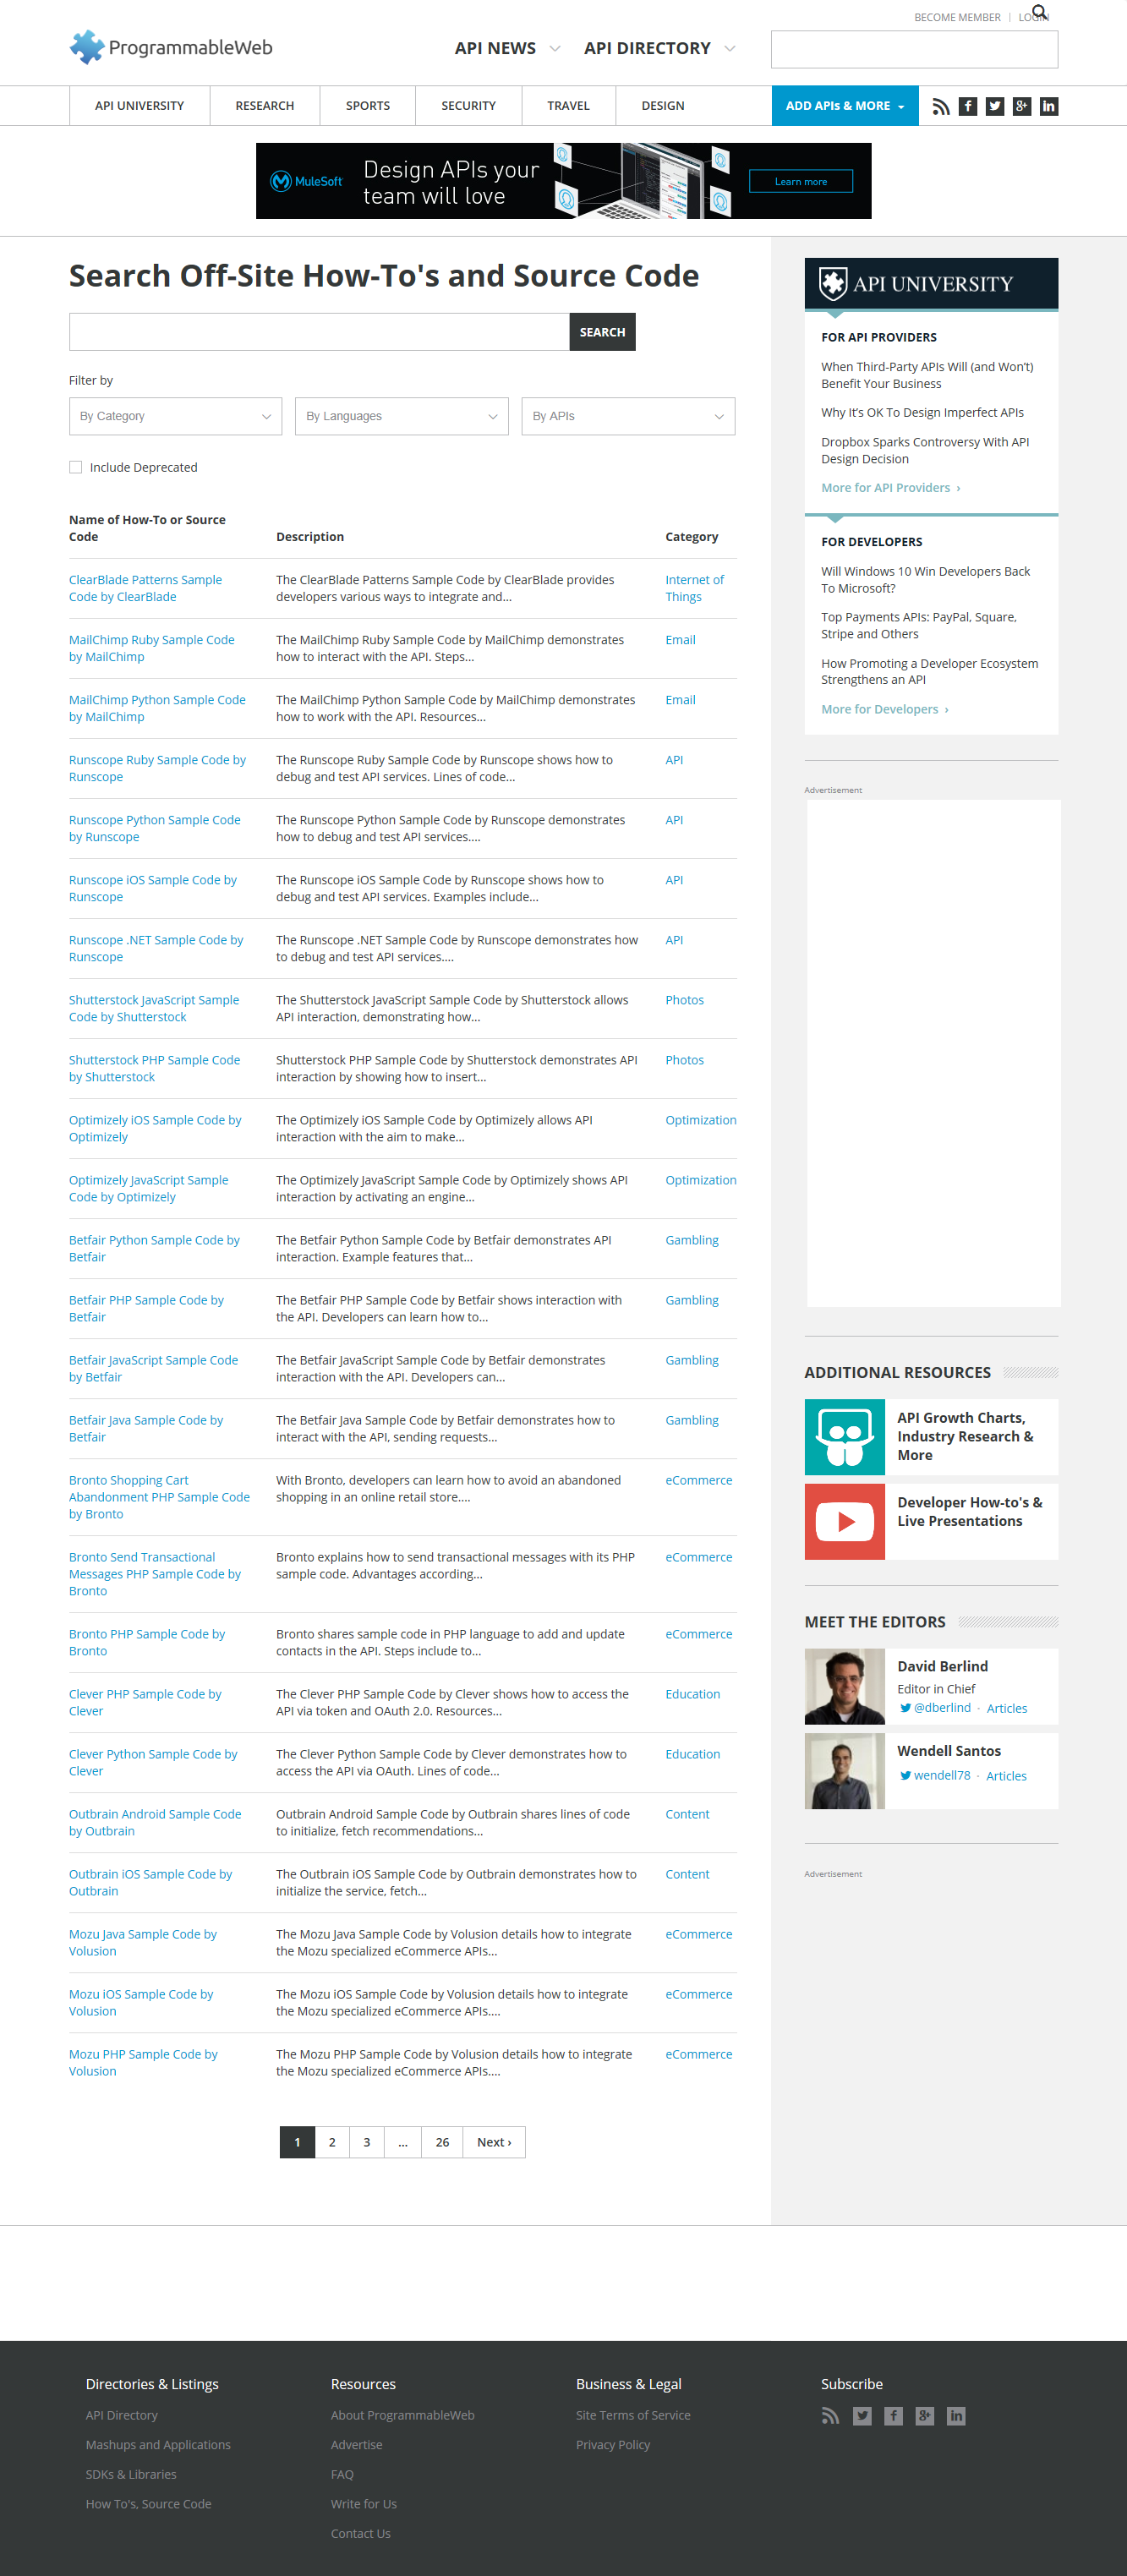 BECOME MEMBER | LOGIN
ProgrammableWeb
API NEWS
API DIRECTORY
API UNIVERSITY
RESEARCH
SPORTS
SECURITY
TRAVEL
DESIGN
ADD APIs & MORE
MuleSoft
Design APIs your
team will love
Learn more
Search Off-Site How-To's and Source Code
SEARCH
Filter by
By Category
By Languages
By APIs
Include Deprecated
Name of How-To or Source
Code
Description
Category
ClearBlade Patterns Sample
Code by ClearBlade
The ClearBlade Patterns Sample Code by ClearBlade provides
developers various ways to integrate and...
Internet of
Things
MailChimp Ruby Sample Code
by MailChimp
The MailChimp Ruby Sample Code by MailChimp demonstrates
how to interact with the API. Steps...
Email
MailChimp Python Sample Code
by MailChimp
The MailChimp Python Sample Code by MailChimp demonstrates
how to work with the API. Resources...
Email
Runscope Ruby Sample Code by
Runscope
The Runscope Ruby Sample Code by Runscope shows how to
debug and test API services. Lines of code...
API
Runscope Python Sample Code
by Runscope
The Runscope Python Sample Code by Runscope demonstrates
how to debug and test API services....
API
Runscope iOS Sample Code by
Runscope
The Runscope iOS Sample Code by Runscope shows how to
debug and test API services. Examples include...
API
Runscope .NET Sample Code by
Runscope
The Runscope .NET Sample Code by Runscope demonstrates how
to debug and test API services....
API
Shutterstock JavaScript Sample
Code by Shutterstock
The Shutterstock JavaScript Sample Code by Shutterstock allows
API interaction, demonstrating how...
Photos
Shutterstock PHP Sample Code
by Shutterstock
Shutterstock PHP Sample Code by Shutterstock demonstrates API
interaction by showing how to insert...
Photos
Optimizely iOS Sample Code by
Optimizely
The Optimizely iOS Sample Code by Optimizely allows API
interaction with the aim to make...
Optimization
Optimizely JavaScript Sample
Code by Optimizely
The Optimizely JavaScript Sample Code by Optimizely shows API
interaction by activating an engine...
Optimization
Betfair Python Sample Code by
Betfair
The Betfair Python Sample Code by Betfair demonstrates API
interaction. Example features that...
Gambling
Betfair PHP Sample Code by
Betfair
The Betfair PHP Sample Code by Betfair shows interaction with
the API. Developers can learn how to...
Gambling
Betfair JavaScript Sample Code
by Betfair
The Betfair JavaScript Sample Code by Betfair demonstrates
interaction with the API. Developers can...
Gambling
Betfair Java Sample Code by
Betfair
The Betfair Java Sample Code by Betfair demonstrates how to
interact with the API, sending requests...
Gambling
Bronto Shopping Cart
Abandonment PHP Sample Code
by Bronto
With Bronto, developers can learn how to avoid an abandoned
shopping in an online retail store....
eCommerce
Bronto Send Transactional
Messages PHP Sample Code by
Bronto
Bronto explains how to send transactional messages with its PHP
sample code. Advantages according...
eCommerce
Bronto PHP Sample Code by
Bronto
Bronto shares sample code in PHP language to add and update
contacts in the API. Steps include to...
eCommerce
Clever PHP Sample Code by
Clever
The Clever PHP Sample Code by Clever shows how to access the
API via token and OAuth 2.0. Resources...
Education
Clever Python Sample Code by
Clever
The Clever Python Sample Code by Clever demonstrates how to
access the API via OAuth. Lines of code...
Education
Outbrain Android Sample Code
by Outbrain
Outbrain Android Sample Code by Outbrain shares lines of code
to initialize, fetch recommendations...
Content
Outbrain iOS Sample Code by
Outbrain
The Outbrain iOS Sample Code by Outbrain demonstrates how to
initialize the service, fetch...
Content
Mozu Java Sample Code by
Volusion
The Mozu Java Sample Code by Volusion details how to integrate
the Mozu specialized eCommerce APIs...
eCommerce
Mozu iOS Sample Code by
Volusion
The Mozu iOS Sample Code by Volusion details how to integrate
the Mozu specialized eCommerce APIs....
eCommerce
Mozu PHP Sample Code by
Volusion
The Mozu PHP Sample Code by Volusion details how to integrate
the Mozu specialized eCommerce APIs....
eCommerce
1 2 3 ... 26 Next ›
API UNIVERSITY
FOR API PROVIDERS
When Third-Party APIs Will (and Won't)
Benefit Your Business
Why It's OK To Design Imperfect APIs
Dropbox Sparks Controversy With API
Design Decision
More for API Providers ›
FOR DEVELOPERS
Will Windows 10 Win Developers Back
To Microsoft?
Top Payments APIs: PayPal, Square,
Stripe and Others
How Promoting a Developer Ecosystem
Strengthens an API
More for Developers ›
Advertisement
ADDITIONAL RESOURCES
API Growth Charts,
Industry Research &
More
Developer How-to's &
Live Presentations
MEET THE EDITORS
David Berlind
Editor in Chief
@dberlind · Articles
Wendell Santos
wendell78 · Articles
Advertisement
Directories & Listings
API Directory
Mashups and Applications
SDKs & Libraries
How To's, Source Code
Resources
About ProgrammableWeb
Advertise
FAQ
Write for Us
Contact Us
Business & Legal
Site Terms of Service
Privacy Policy
Subscribe